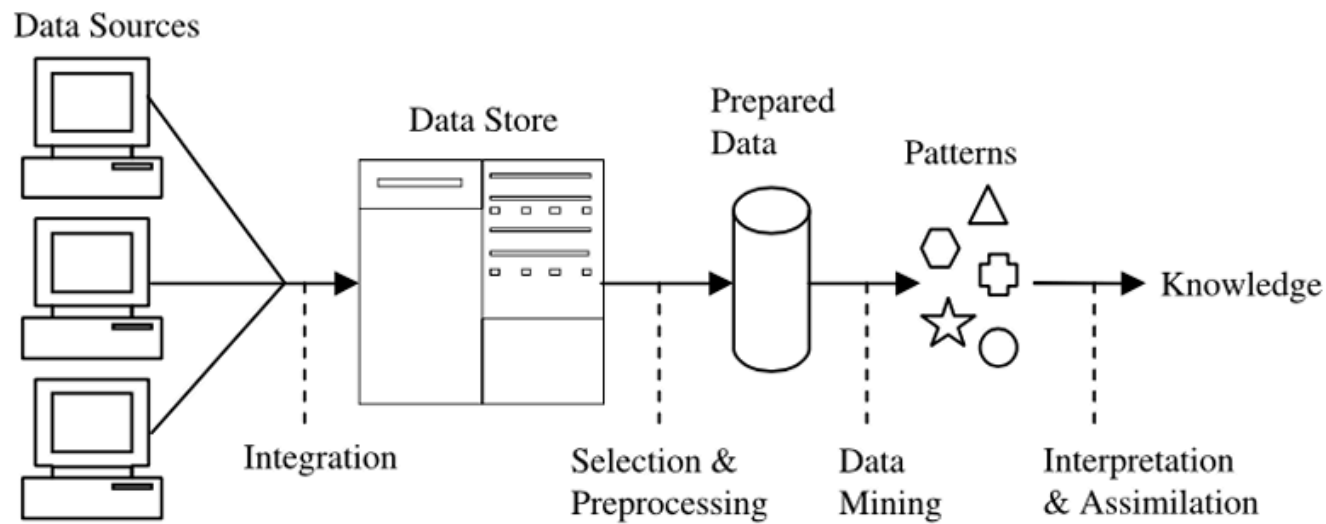 Data Sources
Data Store
Prepared
Data
Patterns
Knowledge
Integration
Selection &
Preprocessing
Data
Mining
Interpretation
& Assimilation